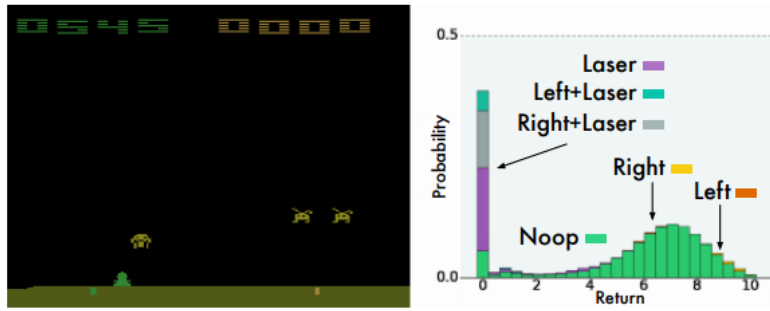 0545 0000
0.5
Laser
Left+Laser
Right+Laser
Probability
Right
Left
Noop
0.0
0 2 4 6 8 10
Return